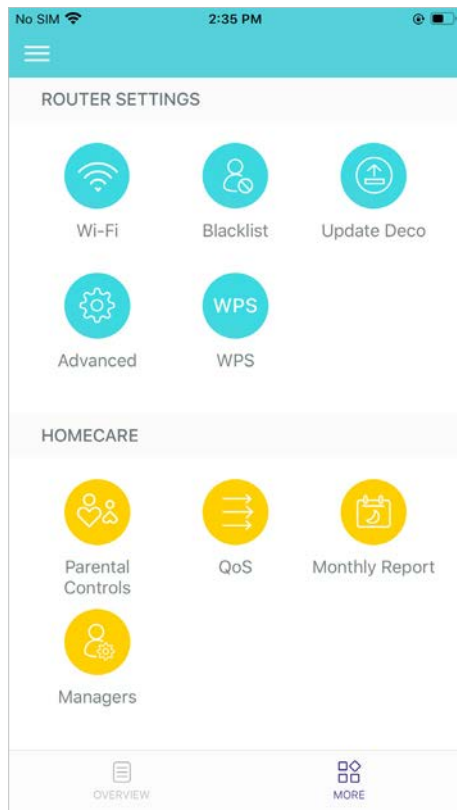 No SIM 2:35 PM
ROUTER SETTINGS
Wi-Fi Blacklist Update Deco
WPS
Advanced WPS
HOMECARE
Parental Controls QoS Monthly Report
Managers
OVERVIEW MORE